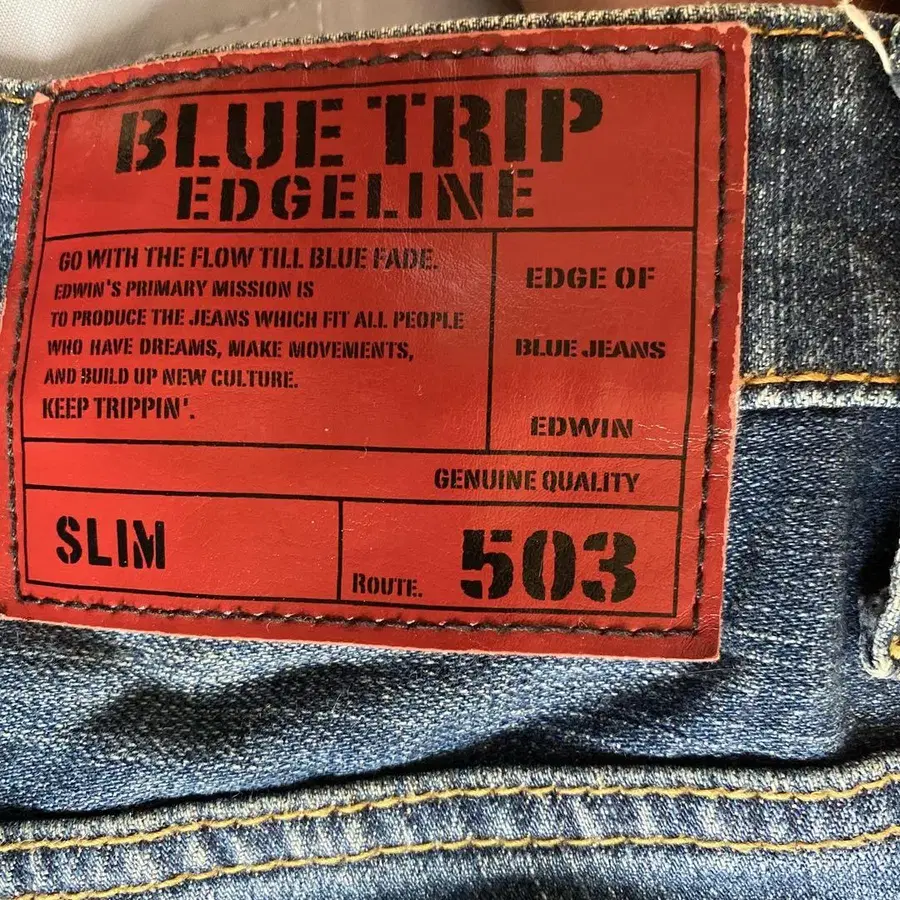 BLUE TRIP
EDGELINE
GO WITH THE FLOW TILL BLUE FADE.
EDWIN'S PRIMARY MISSION IS
TO PRODUCE THE JEANS WHICH FIT ALL PEOPLE
WHO HAVE DREAMS, MAKE MOVEMENTS,
AND BUILD UP NEW CULTURE.
KEEP TRIPPIN'.
EDGE OF
BLUE JEANS
EDWIN
GENUINE QUALITY
SLIM
ROUTE. 503